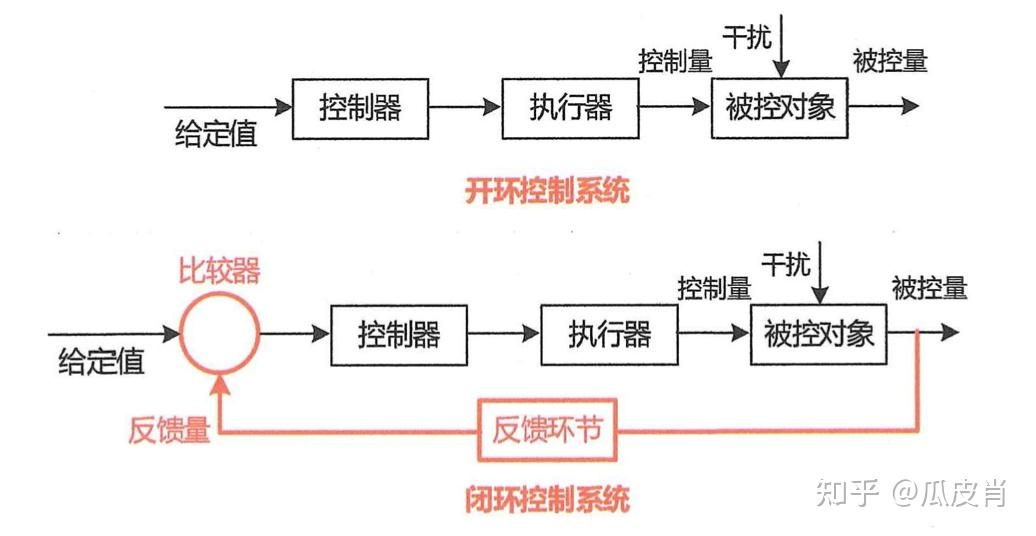 干扰
控制量
被控量
控制器
执行器
被控对象
给定值
开环控制系统
比较器
干扰
控制量
被控量
控制器
执行器
被控对象
给定值
反馈量
反馈环节
闭环控制系统
知乎 @瓜皮肖